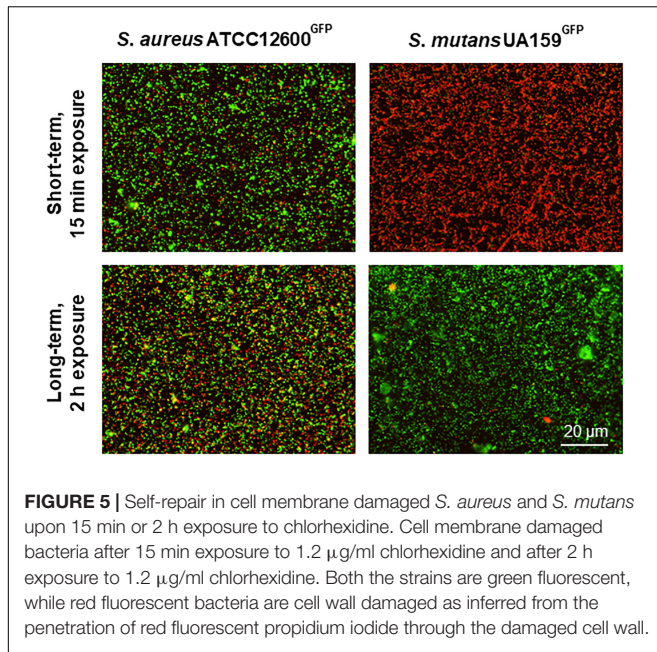 S. aureus ATCC12600GFP S. mutans UA159GFP
Short-term,
15 min exposure
Long-term,
2 h exposure
20 µm
FIGURE 5 | Self-repair in cell membrane damaged S. aureus and S. mutans
upon 15 min or 2 h exposure to chlorhexidine. Cell membrane damaged
bacteria after 15 min exposure to 1.2 µg/ml chlorhexidine and after 2 h
exposure to 1.2 µg/ml chlorhexidine. Both the strains are green fluorescent,
while red fluorescent bacteria are cell wall damaged as inferred from the
penetration of red fluorescent propidium iodide through the damaged cell wall.